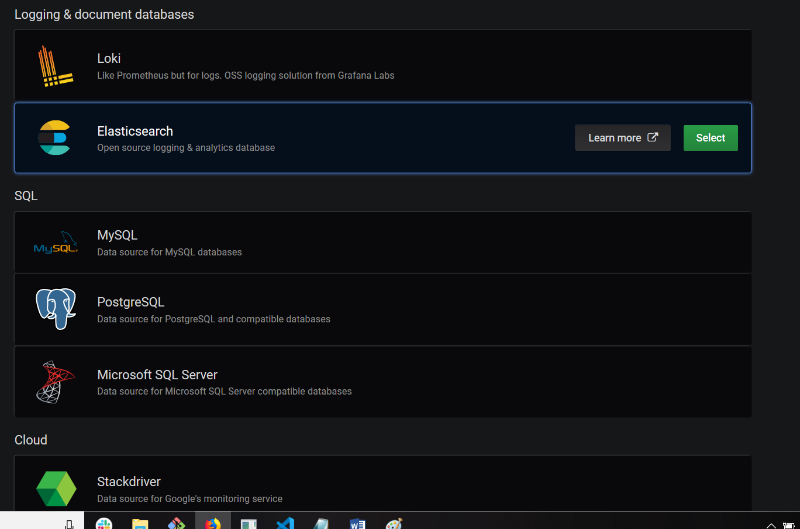 Logging & document databases
Loki
Like Prometheus but for logs. OSS logging solution from Grafana Labs
Elasticsearch
Open source logging & analytics database
Learn more
Select
SQL
MySQL
MySQL
Data source for MySQL databases
PostgreSQL
Data source for PostgreSQL and compatible databases
Microsoft SQL Server
Data source for Microsoft SQL Server compatible databases
Cloud
Stackdriver
Data source for Google's monitoring service